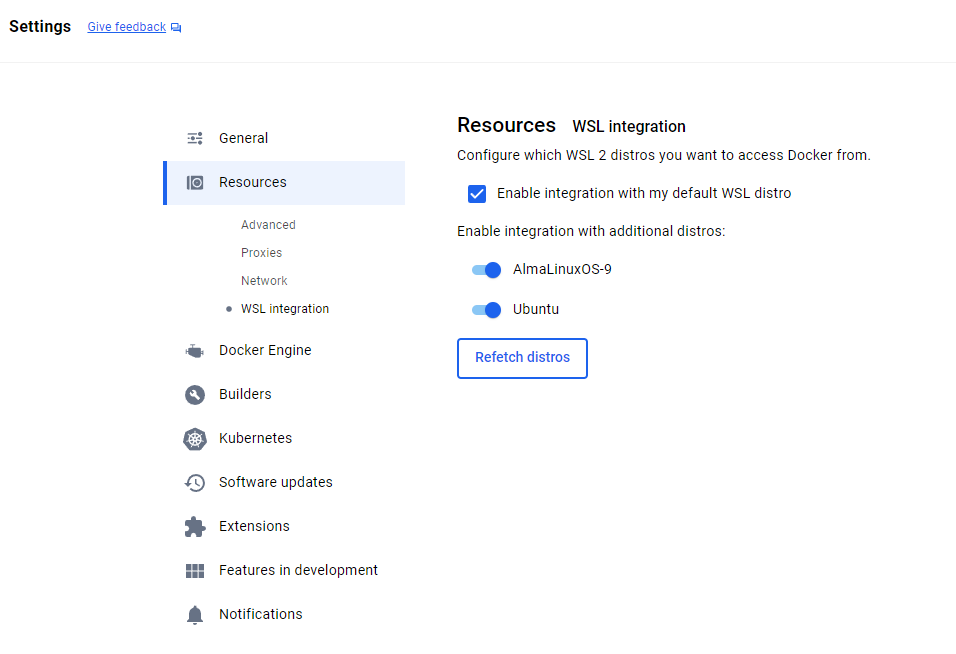 Settings Give feedback
General
Resources
Advanced
Proxies
Network
WSL integration
Docker Engine
Builders
Kubernetes
Software updates
Extensions
Features in development
Notifications
Resources WSL integration
Configure which WSL 2 distros you want to access Docker from.
Enable integration with my default WSL distro
Enable integration with additional distros:
AlmaLinuxOS-9
Ubuntu
Refetch distros